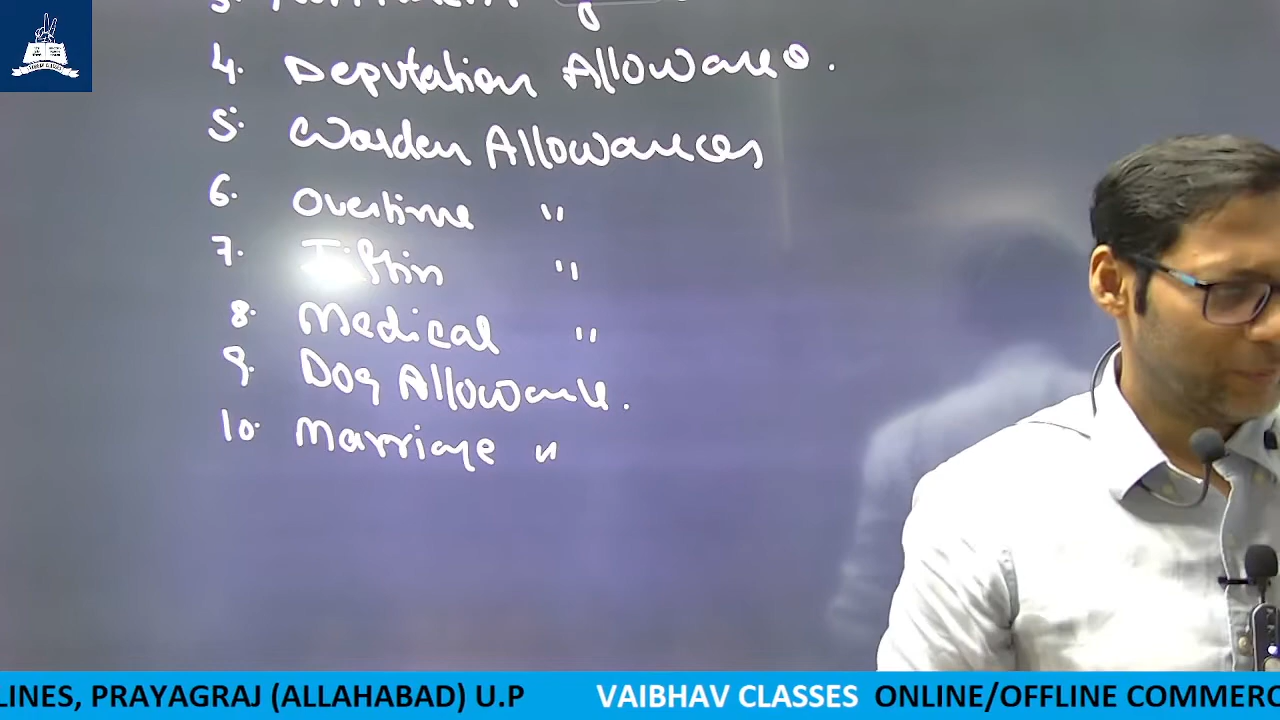 3.
4. Deputation Allowance.
5. Warden Allowances
6. Overtime "
7. Tiffin "
8. Medical "
9. Dog Allowance.
10. Marriage "
LINES, PRAYAGRAJ (ALLAHABAD) U.P VAIBHAV CLASSES ONLINE/OFFLINE COMMERC